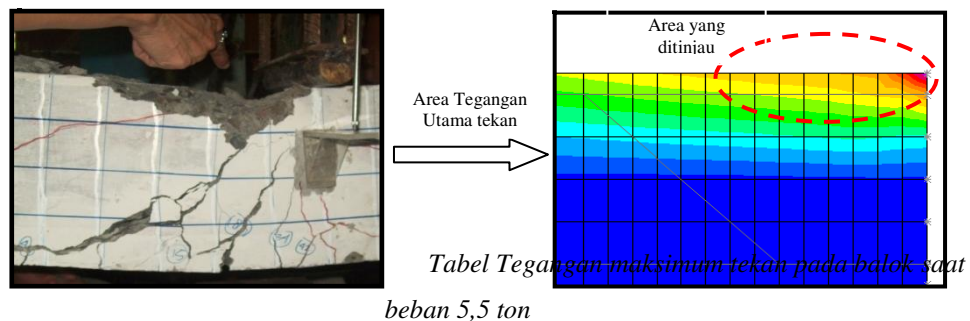 Area yang
ditinjau
Area Tegangan
Utama tekan
Tabel Tegangan maksimum tekan pada balok saat
beban 5,5 ton